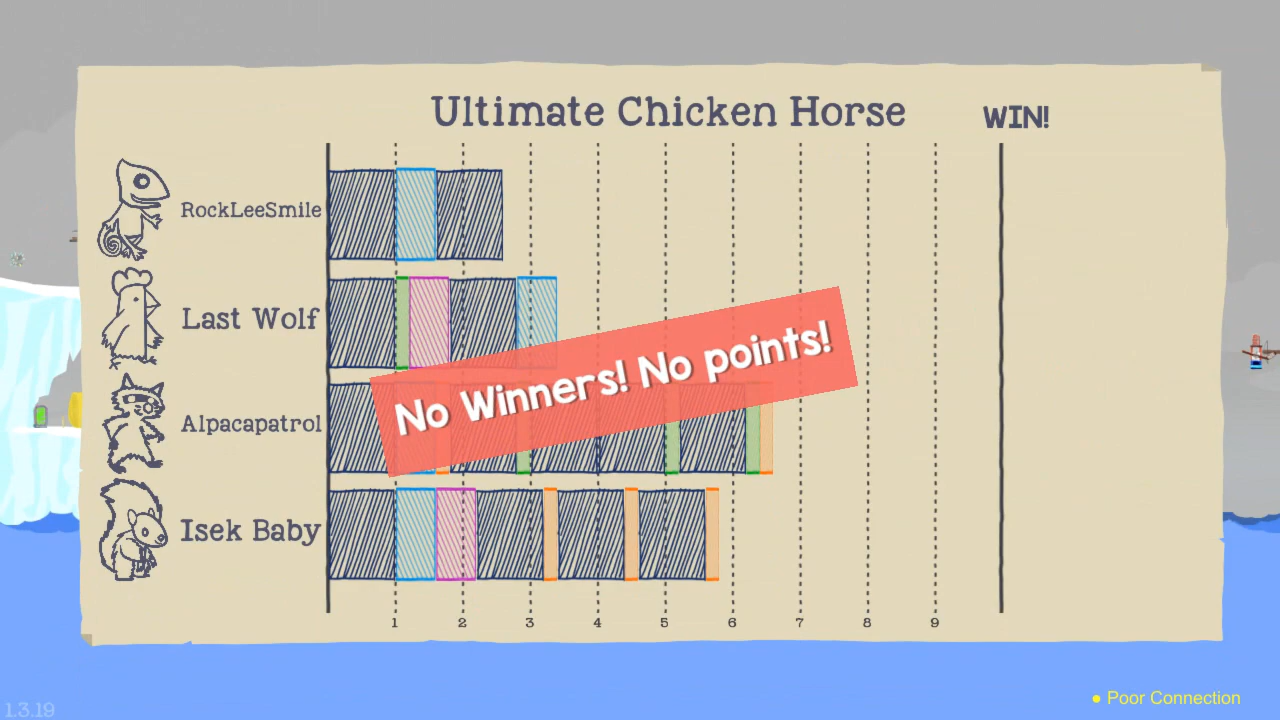 Ultimate Chicken Horse
WIN!
RockLeeSmile
Last Wolf
No Winners! No points!
Alpacapatrol
Isek Baby
1 2 3 4 5 6 7 8 9
Poor Connection
1.3.19